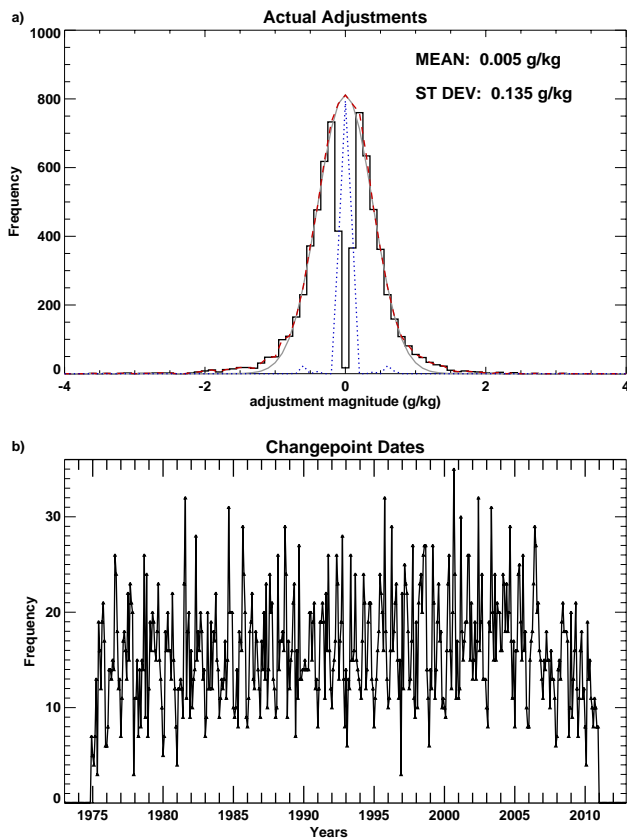 a)
Actual Adjustments
MEAN: 0.005 g/kg
ST DEV: 0.135 g/kg
1000
800
600
400
200
0
Frequency
-4 -2 0 2 4
adjustment magnitude (g/kg)
b)
Changepoint Dates
30
20
10
0
Frequency
1975 1980 1985 1990 1995 2000 2005 2010
Years